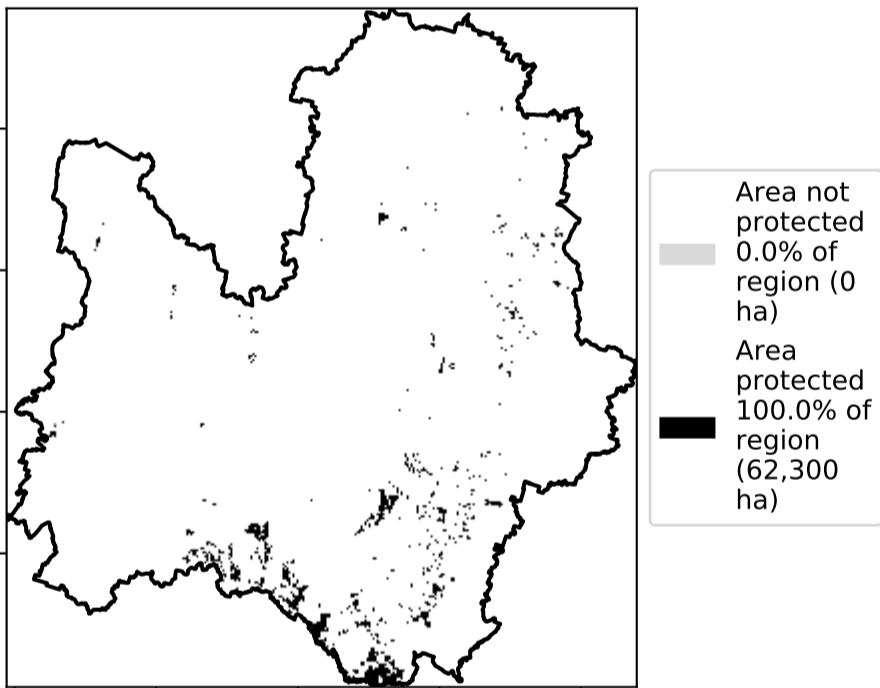 Area not
protected
0.0% of
region (0
ha)
Area
protected
100.0% of
region
(62,300
ha)